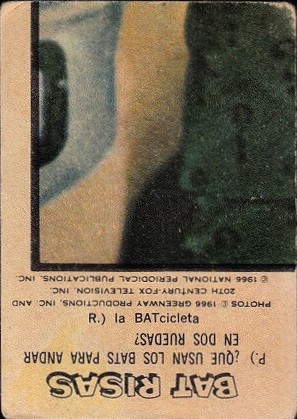 BAT RISAS
P.) ¿QUE USAN LOS BATS PARA ANDAR
EN DOS RUEDAS?
R.) la BATcicleta
PHOTOS © 1966 GREENWAY PRODUCTIONS, AND
20TH CENTURY-FOX TELEVISION, INC.
© 1966 NATIONAL PERIODICAL PUBLICATIONS, INC.